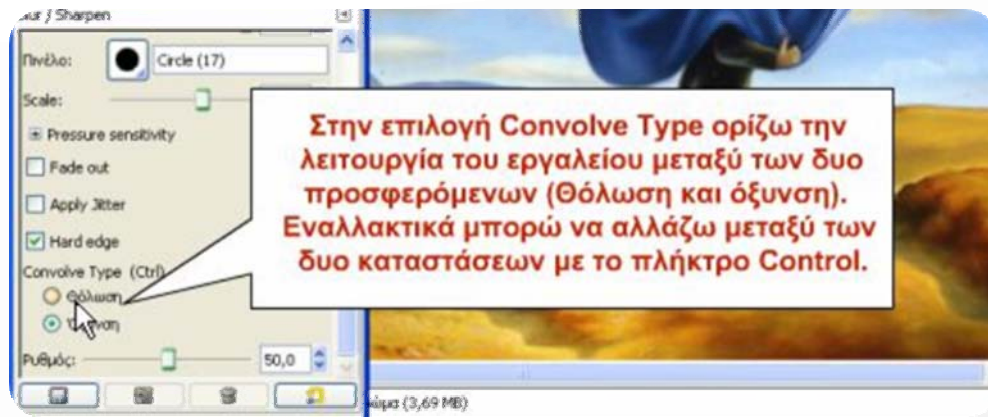 Blur / Sharpen
Πινέλο:
Circle (17)
Scale:
Pressure sensitivity
Fade out
Apply Jitter
Hard edge
Convolve Type (Ctrl)
Θόλωση
Ρυθμός:
50,0
Στην επιλογή Convolve Type ορίζω την
λειτουργία του εργαλείου μεταξύ των δυο
προσφερόμενων (Θόλωση και όξυνση).
Εναλλακτικά μπορώ να αλλάζω μεταξύ των
δυο καταστάσεων με το πλήκτρο Control.
(3,69 MB)